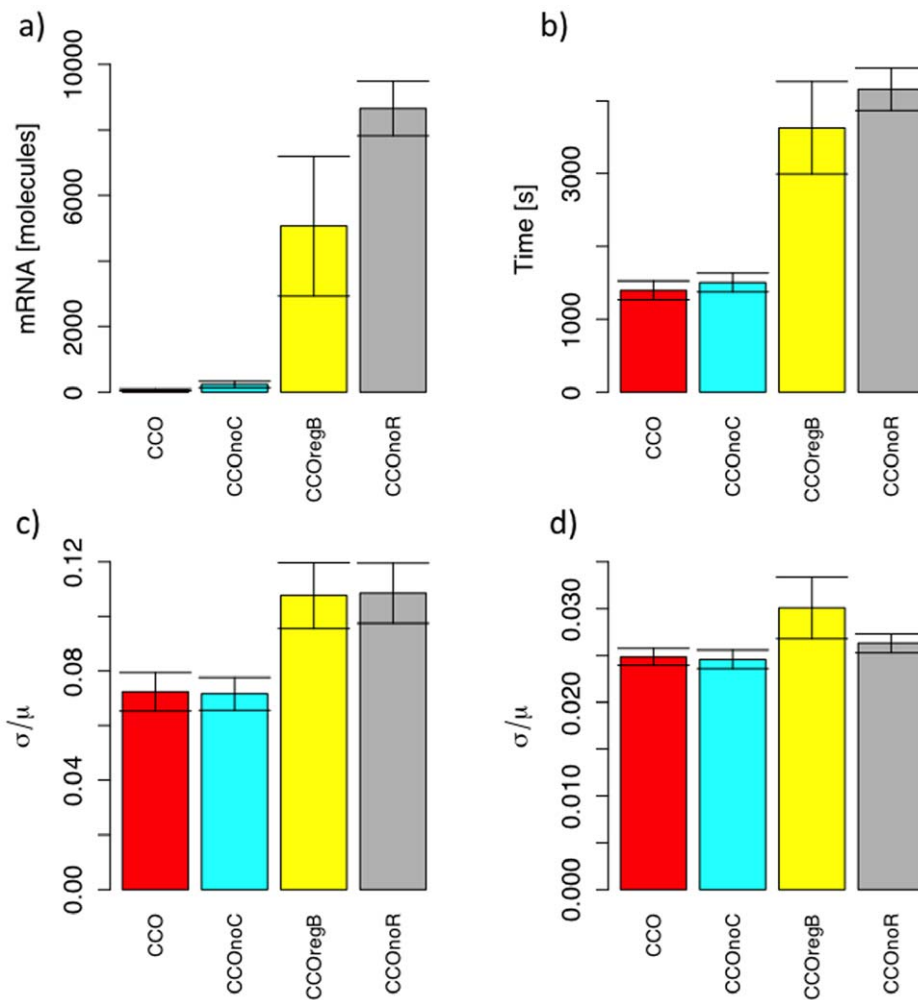 a)
mRNA [molecules]
10000
6000
2000
0
CCO
CCOnoC
CCOregB
CCOnoR
b)
Time [s]
3000
1000
0
CCO
CCOnoC
CCOregB
CCOnoR
c)
σ/μ
0.12
0.08
0.04
0.00
CCO
CCOnoC
CCOregB
CCOnoR
d)
σ/μ
0.030
0.020
0.010
0.000
CCO
CCOnoC
CCOregB
CCOnoR